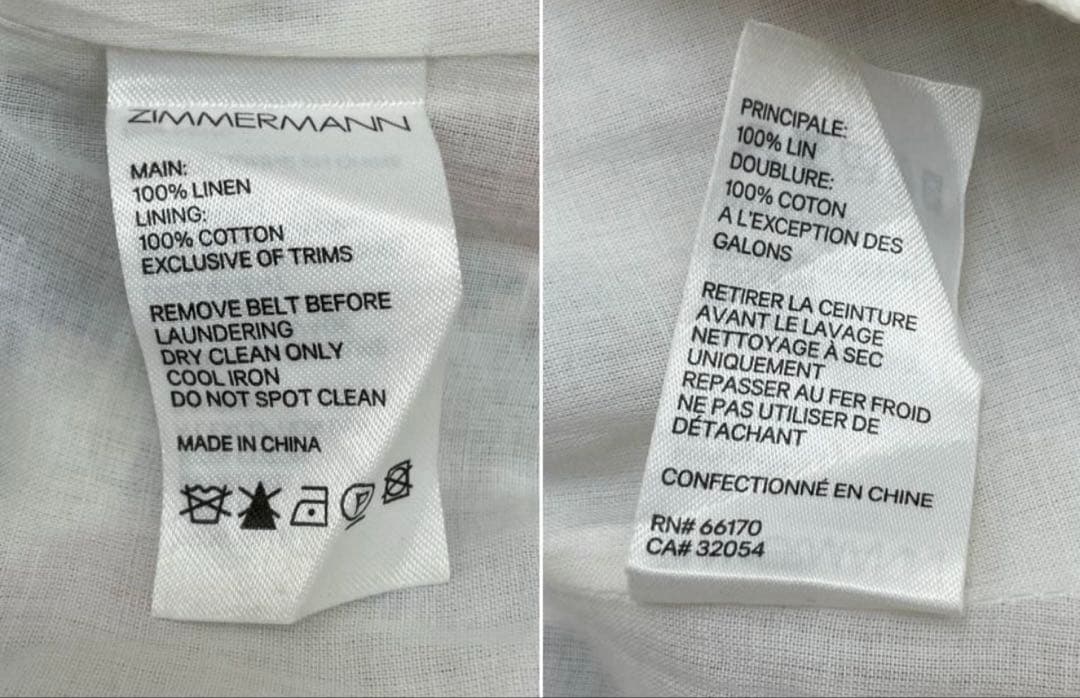 ZIMMERMANN
MAIN:
100% LINEN
LINING:
100% COTTON
EXCLUSIVE OF TRIMS
REMOVE BELT BEFORE
LAUNDERING
DRY CLEAN ONLY
COOL IRON
DO NOT SPOT CLEAN
MADE IN CHINA
P
PRINCIPALE:
100% LIN
DOUBLURE:
100% COTON
A L'EXCEPTION DES
GALONS
RETIRER LA CEINTURE
AVANT LE LAVAGE
NETTOYAGE À SEC
UNIQUEMENT
REPASSER AU FER FROID
NE PAS UTILISER DE
DÉTACHANT
CONFECTIONNÉ EN CHINE
RN# 66170
CA# 32054